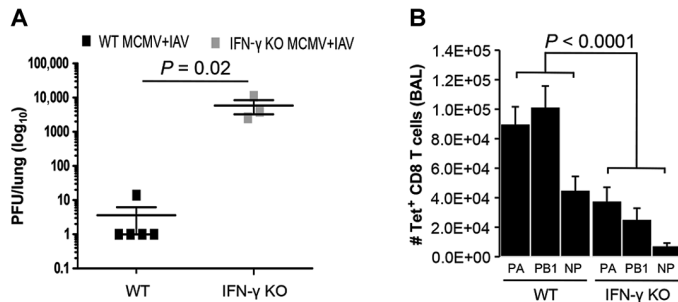 A
WT MCMV+IAV IFN-γ KO MCMV+IAV
P = 0.02
PFU/lung (log10)
100,000
10,000
1000
100
10
1
0.1
WT IFN-γ KO
B
P < 0.0001
# Tet+ CD8 T cells (BAL)
1.4E+05
1.2E+05
1.0E+05
8.0E+04
6.0E+04
4.0E+04
2.0E+04
0.0E+00
PA PB1 NP PA PB1 NP
WT IFN-γ KO